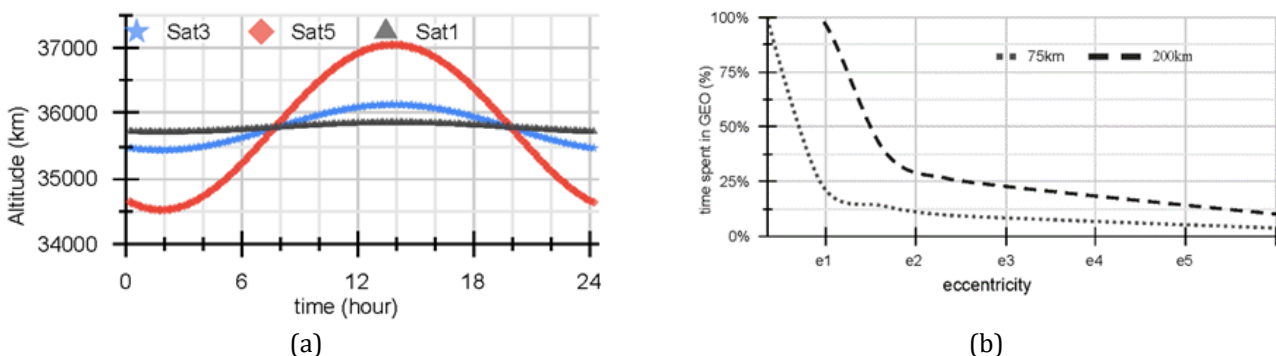 Sat3 Sat5 Sat1
37000
36000
35000
34000
Altitude (km)
0 6 12 18 24
time (hour)
(a)
100%
75%
50%
25%
0%
time spent in GEO (%)
75km 200km
e1 e2 e3 e4 e5
eccentricity
(b)